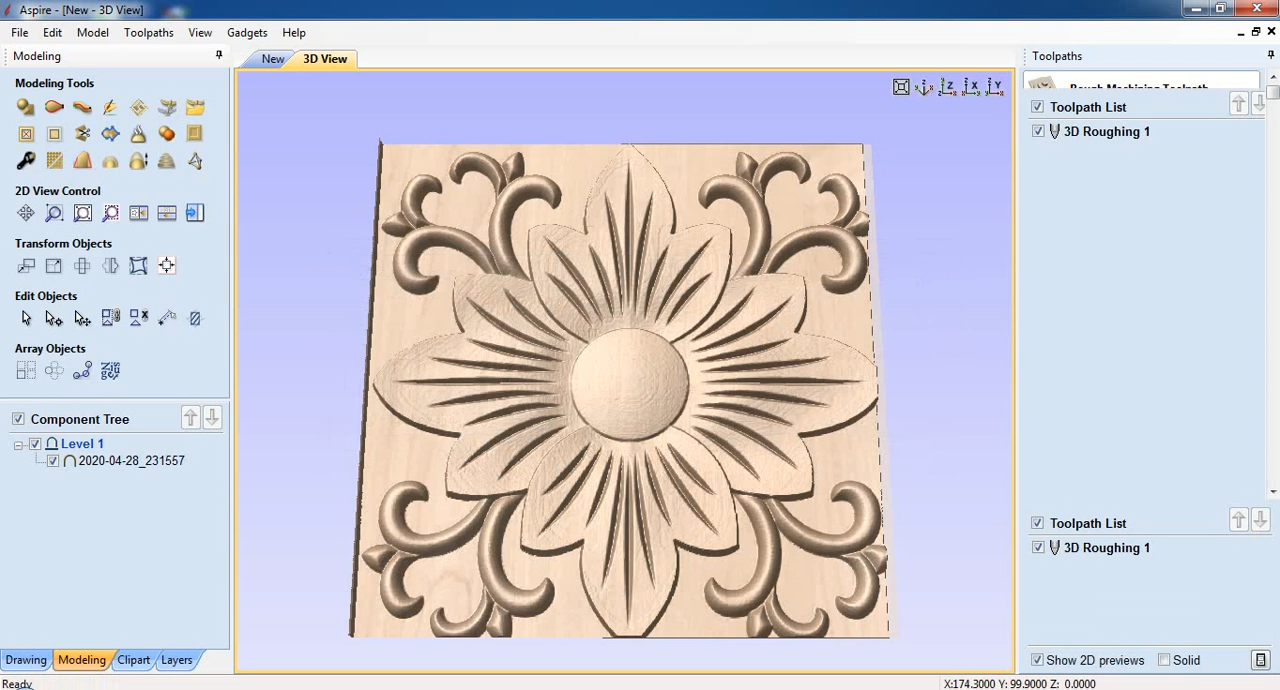 Aspire - [New - 3D View]
File Edit Model Toolpaths View Gadgets Help
Modeling
Modeling Tools
2D View Control
Transform Objects
Edit Objects
Array Objects
Component Tree
Level 1
2020-04-28_231557
Drawing Modeling Clipart Layers
Ready
New 3D View
Z X Y
Toolpaths
Rough Machining Toolpath
Toolpath List
3D Roughing 1
Toolpath List
3D Roughing 1
Show 2D previews Solid
X:174.3000 Y: 99.9000 Z: 0.0000